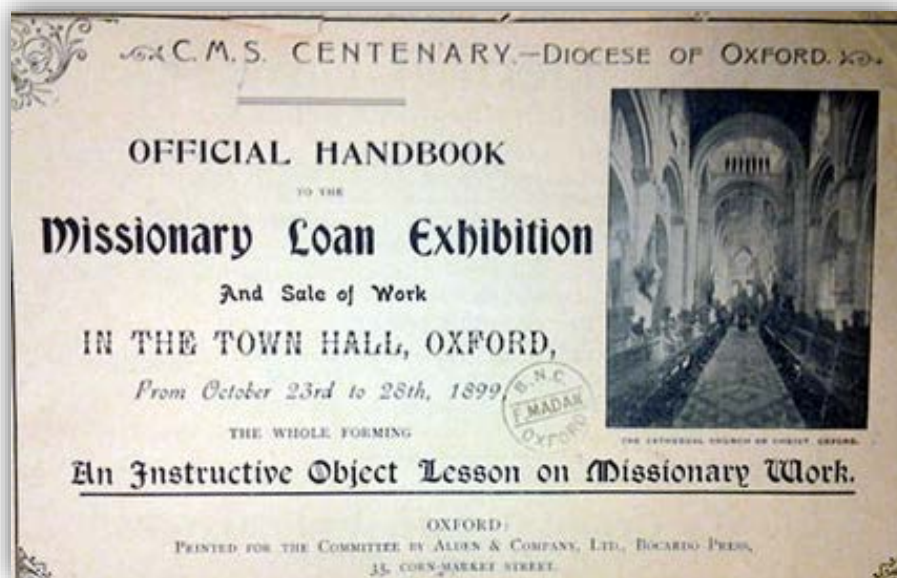 C.M.S. CENTENARY.—DIOCESE OF OXFORD.
OFFICIAL HANDBOOK
TO THE
Missionary Loan Exhibition
And Sale of Work
IN THE TOWN HALL, OXFORD,
From October 23rd to 28th, 1899,
B.N.C.
F. MADAN
OXFORD
THE WHOLE FORMING
THE CATHEDRAL CHURCH OF CHRIST, OXFORD.
An Instructive Object Lesson on Missionary Work.
OXFORD:
PRINTED FOR THE COMMITTEE BY ALDEN & COMPANY, LTD., BOCARDO PRESS,
35, CORN-MARKET STREET.